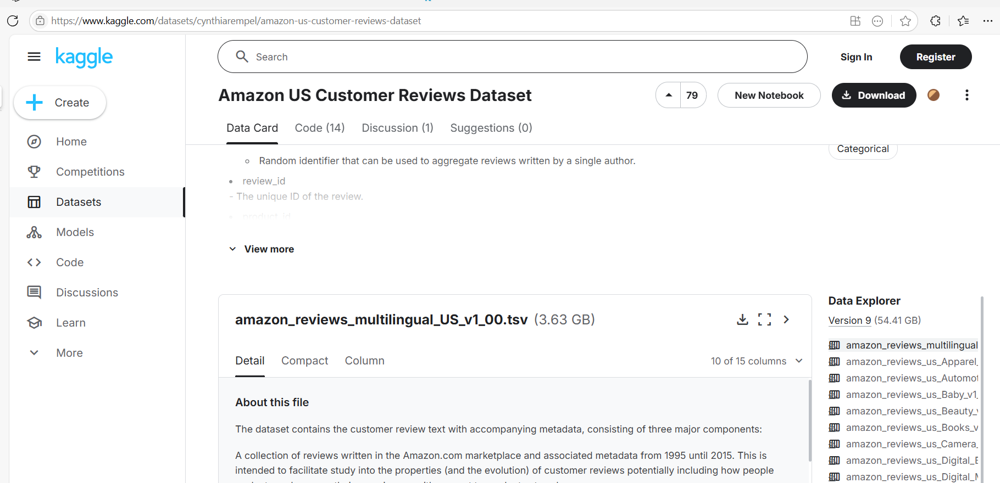 https://www.kaggle.com/datasets/cynthiarempel/amazon-us-customer-reviews-dataset
kaggle
Search
Sign In
Register
Create
Home
Competitions
Datasets
Models
Code
Discussions
Learn
More
Amazon US Customer Reviews Dataset
79
New Notebook
Download
Data Card
Code (14)
Discussion (1)
Suggestions (0)
Categorical
Random identifier that can be used to aggregate reviews written by a single author.
review_id
- The unique ID of the review.
product_id
View more
amazon_reviews_multilingual_US_v1_00.tsv (3.63 GB)
Detail
Compact
Column
10 of 15 columns
About this file
The dataset contains the customer review text with accompanying metadata, consisting of three major components:
A collection of reviews written in the Amazon.com marketplace and associated metadata from 1995 until 2015. This is
intended to facilitate study into the properties (and the evolution) of customer reviews potentially including how people
Data Explorer
Version 9 (54.41 GB)
amazon_reviews_multilingual
amazon_reviews_us_Apparel_
amazon_reviews_us_Automot
amazon_reviews_us_Baby_v1_
amazon_reviews_us_Beauty_v
amazon_reviews_us_Books_v
amazon_reviews_us_Camera_
amazon_reviews_us_Digital_E
amazon_reviews_us_Digital_M